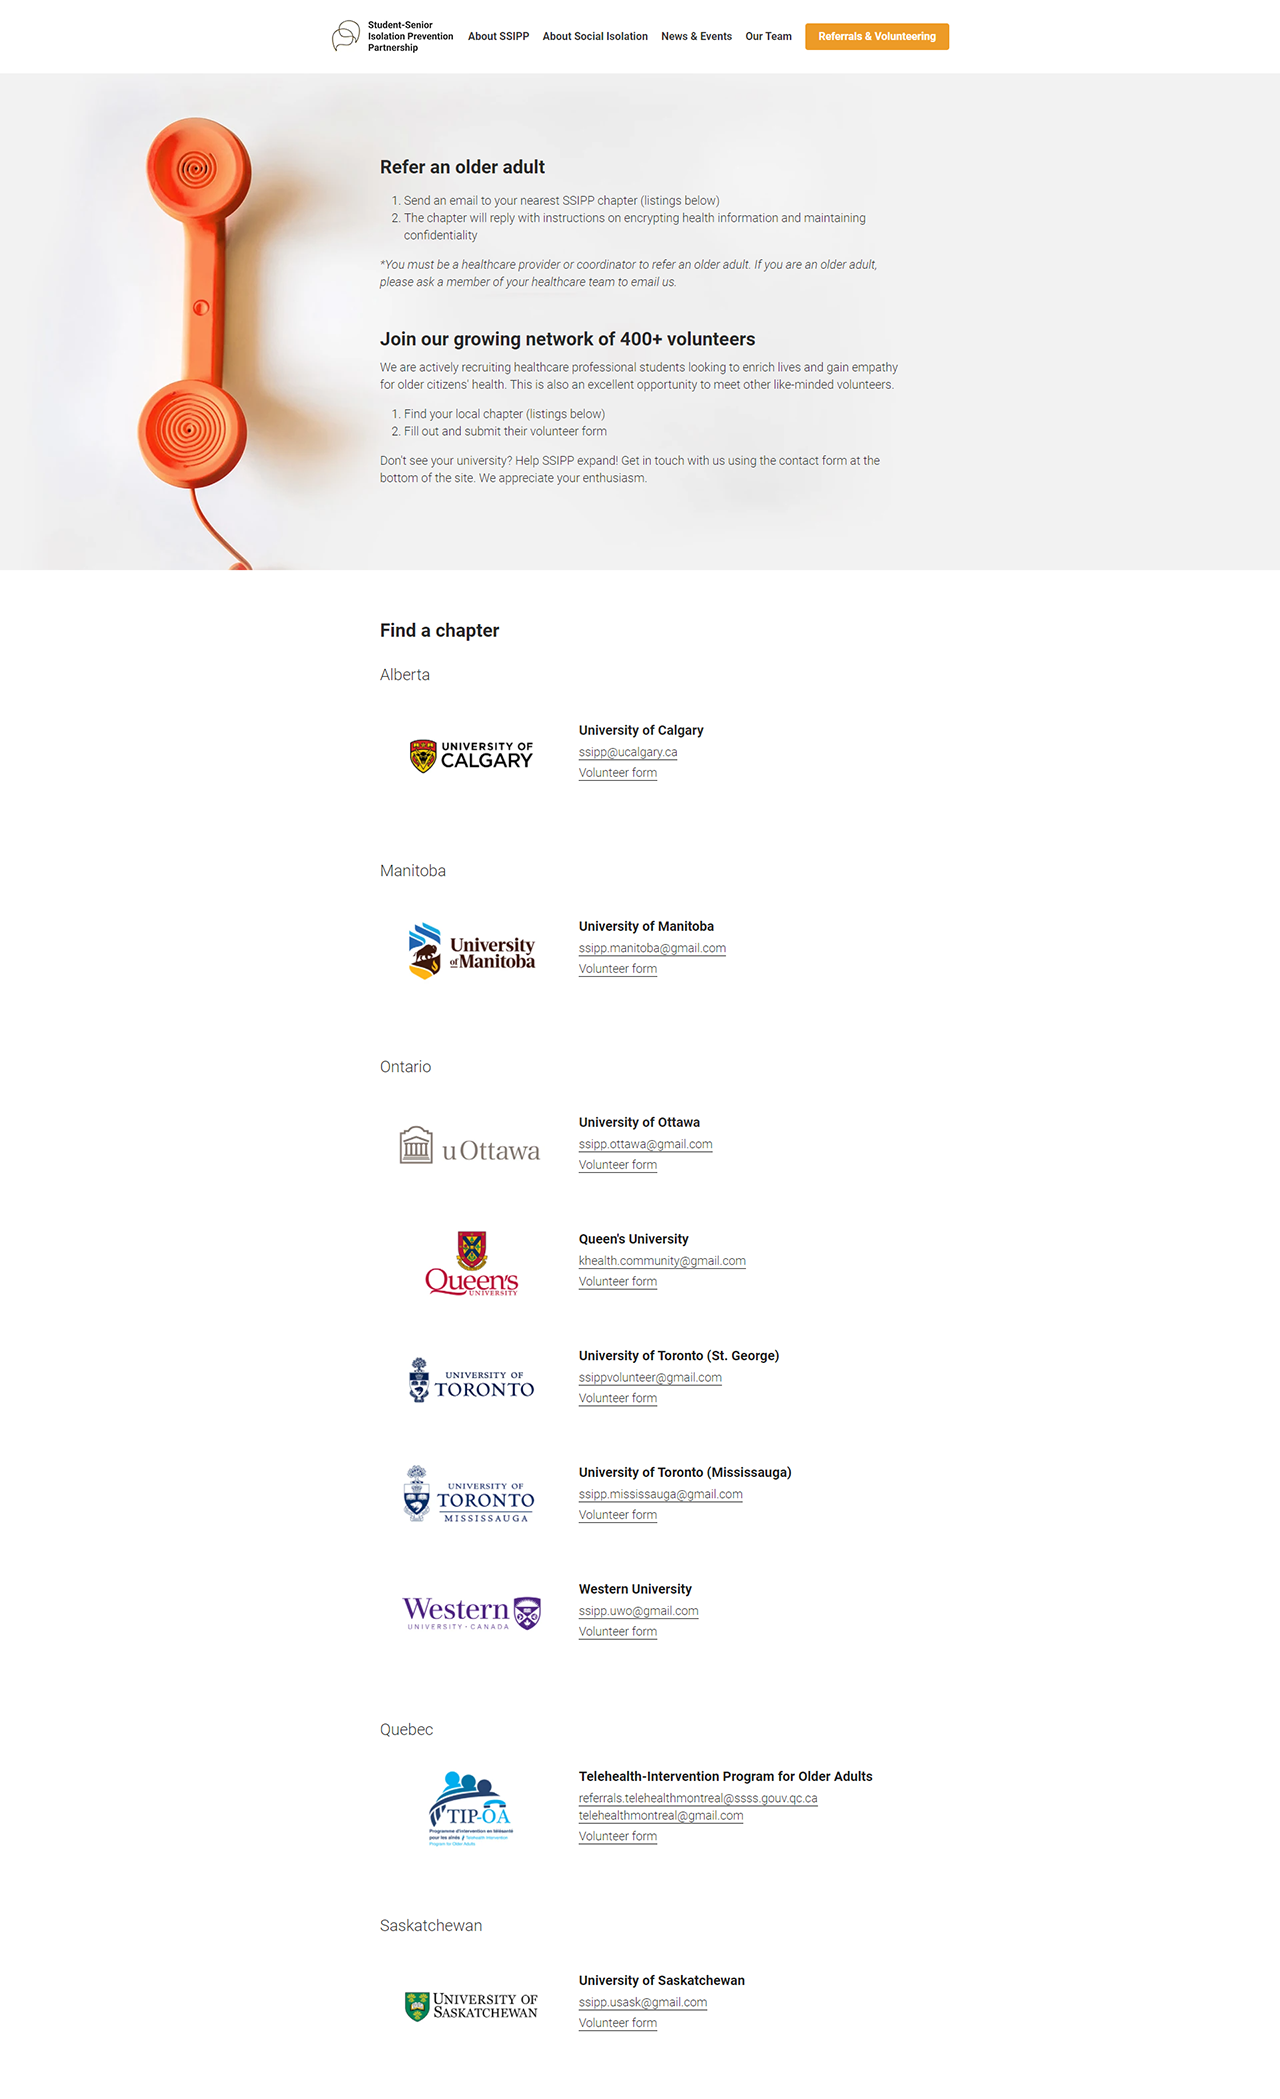 Student-Senior
Isolation Prevention
Partnership
About SSIPP
About Social Isolation
News & Events
Our Team
Referrals & Volunteering
Refer an older adult
1. Send an email to your nearest SSIPP chapter (listings below)
2. The chapter will reply with instructions on encrypting health information and maintaining
confidentiality
*You must be a healthcare provider or coordinator to refer an older adult. If you are an older adult,
please ask a member of your healthcare team to email us.
Join our growing network of 400+ volunteers
We are actively recruiting healthcare professional students looking to enrich lives and gain empathy
for older citizens' health. This is also an excellent opportunity to meet other like-minded volunteers.
1. Find your local chapter (listings below)
2. Fill out and submit their volunteer form
Don't see your university? Help SSIPP expand! Get in touch with us using the contact form at the
bottom of the site. We appreciate your enthusiasm.
Find a chapter
Alberta
UNIVERSITY OF
CALGARY
University of Calgary
ssipp@ucalgary.ca
Volunteer form
Manitoba
University
of Manitoba
University of Manitoba
ssipp.manitoba@gmail.com
Volunteer form
Ontario
uOttawa
University of Ottawa
ssipp.ottawa@gmail.com
Volunteer form
Queen's
UNIVERSITY
Queen's University
khealth.community@gmail.com
Volunteer form
UNIVERSITY OF
TORONTO
University of Toronto (St. George)
ssippvolunteer@gmail.com
Volunteer form
UNIVERSITY OF
TORONTO
MISSISSAUGA
University of Toronto (Mississauga)
ssipp.mississauga@gmail.com
Volunteer form
Western
UNIVERSITY · CANADA
Western University
ssipp.uwo@gmail.com
Volunteer form
Quebec
TIP-OA
Programme d'intervention en télésanté
pour les aînés // Telehealth Intervention
Program for Older Adults
Telehealth-Intervention Program for Older Adults
referrals.telehealthmontreal@ssss.gouv.qc.ca
telehealthmontreal@gmail.com
Volunteer form
Saskatchewan
UNIVERSITY OF
SASKATCHEWAN
University of Saskatchewan
ssipp.usask@gmail.com
Volunteer form